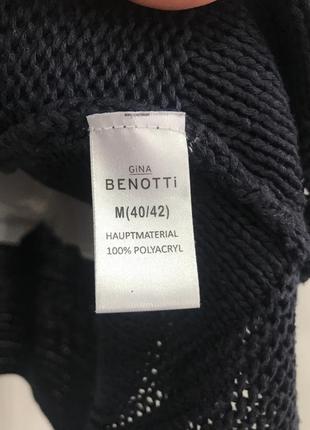 GiNA
BENOTTi
M(40/42)
HAUPTMATERIAL
100% POLYACRYL